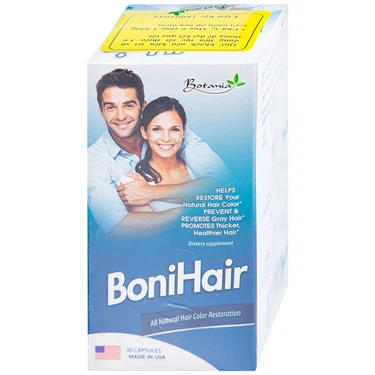 Botania
HELPS
RESTORE Your
Natural Hair Color*
PREVENT &
REVERSE Gray Hair*
PROMOTES Thicker,
Healthier Hair*
Dietary supplement
BoniHair
All Natural Hair Color Restoration
30 CAPSULES
MADE IN USA